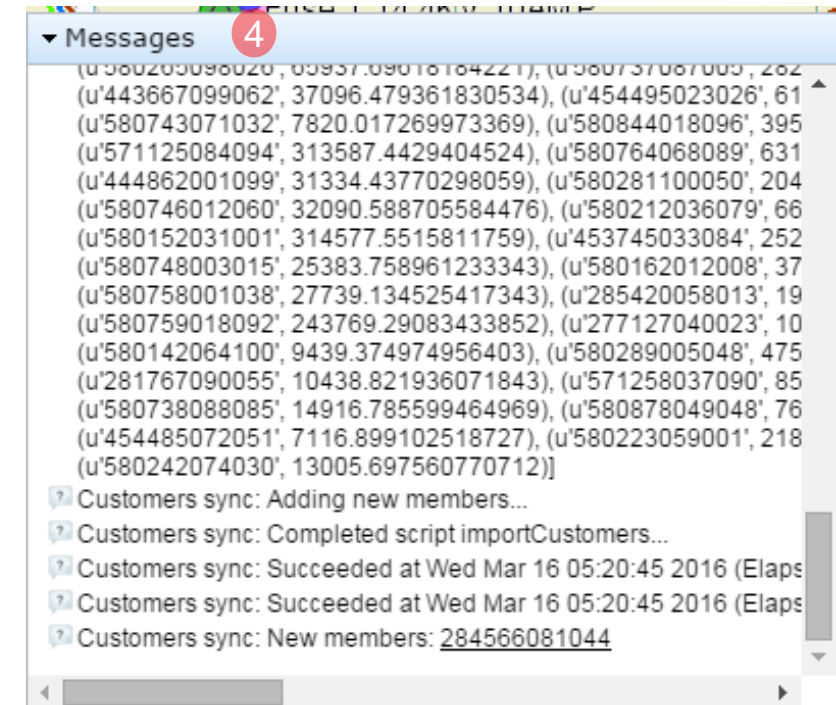 ▾ Messages 4
(u'580265098026', 65937.69618184221), (u'580737087005', 282
(u'443667099062', 37096.479361830534), (u'454495023026', 61
(u'580743071032', 7820.017269973369), (u'580844018096', 395
(u'571125084094', 313587.4429404524), (u'580764068089', 631
(u'444862001099', 31334.43770298059), (u'580281100050', 204
(u'580746012060', 32090.588705584476), (u'580212036079', 66
(u'580152031001', 314577.5515811759), (u'453745033084', 252
(u'580748003015', 25383.758961233343), (u'580162012008', 37
(u'580758001038', 27739.134525417343), (u'285420058013', 19
(u'580759018092', 243769.29083433852), (u'277127040023', 10
(u'580142064100', 9439.374974956403), (u'580289005048', 475
(u'281767090055', 10438.821936071843), (u'571258037090', 85
(u'580738088085', 14916.785599464969), (u'580878049048', 76
(u'454485072051', 7116.899102518727), (u'580223059001', 218
(u'580242074030', 13005.697560770712)]
Customers sync: Adding new members...
Customers sync: Completed script importCustomers...
Customers sync: Succeeded at Wed Mar 16 05:20:45 2016 (Elaps
Customers sync: Succeeded at Wed Mar 16 05:20:45 2016 (Elaps
Customers sync: New members: 284566081044